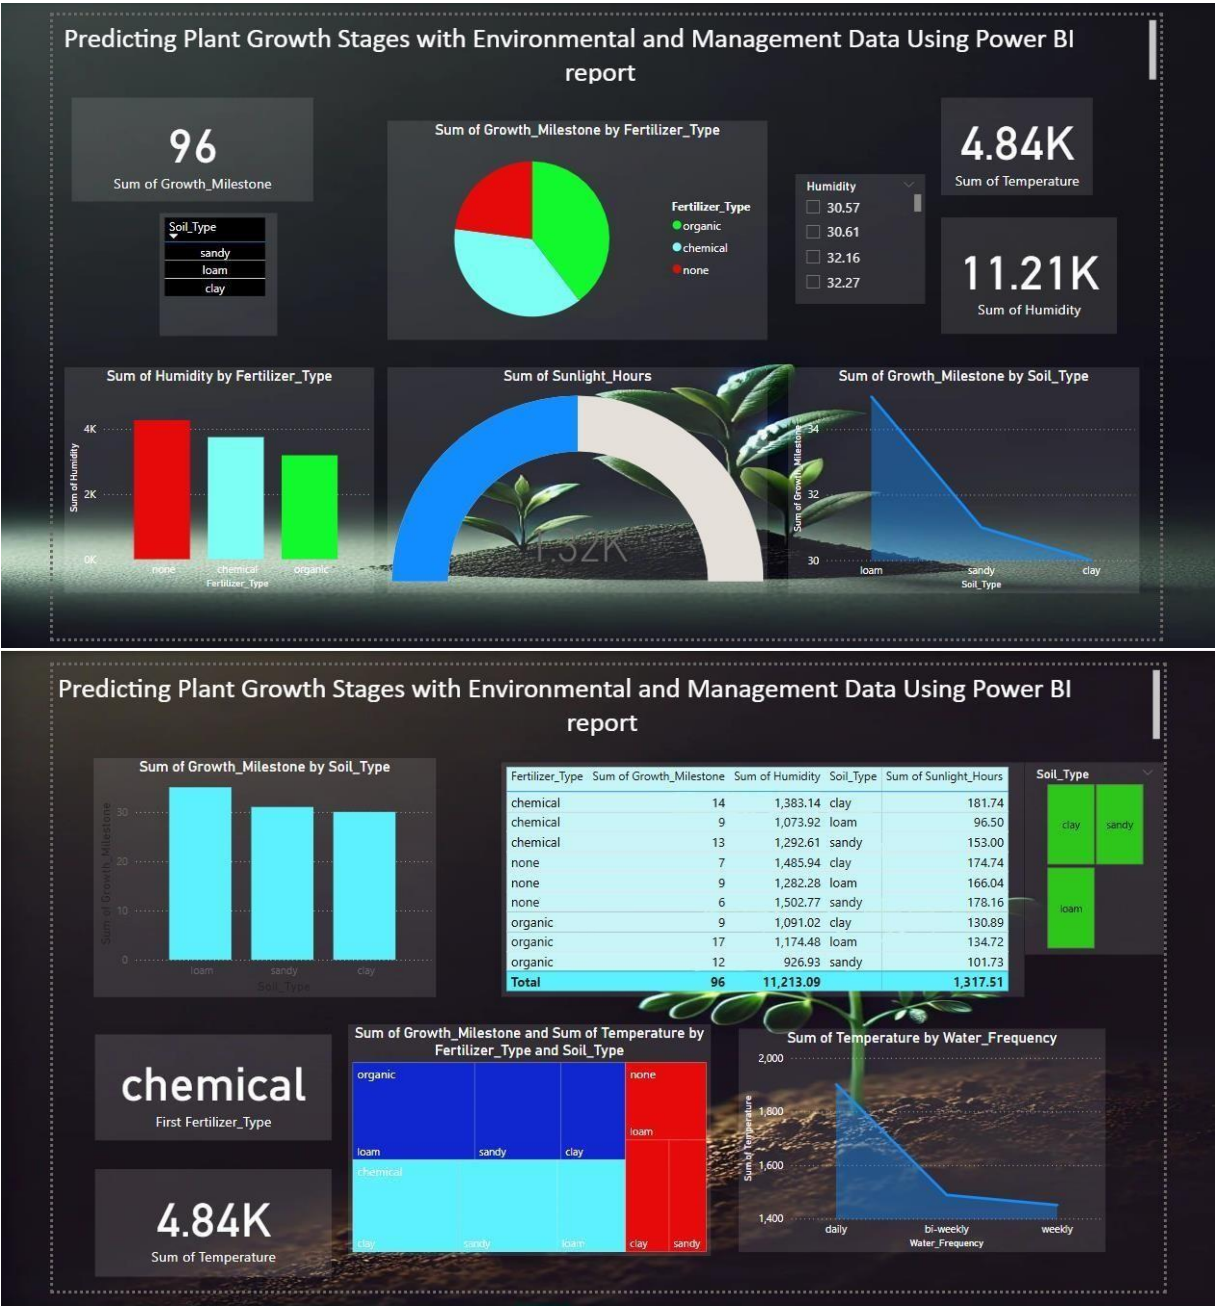 Predicting Plant Growth Stages with Environmental and Management Data Using Power BI
report
96
Sum of Growth_Milestone
Soil_Type
sandy
loam
clay
Sum of Growth_Milestone by Fertilizer_Type
Fertilizer_Type
organic
chemical
none
Humidity
30.57
30.61
32.16
32.27
4.84K
Sum of Temperature
11.21K
Sum of Humidity
Sum of Humidity by Fertilizer_Type
Sum of Humidity
4K
2K
0K
none chemical organic
Fertilizer_Type
Sum of Sunlight_Hours
1.32K
Sum of Growth_Milestone by Soil_Type
Sum of Growth_Milestone
34
32
30
loam sandy clay
Soil_Type
Predicting Plant Growth Stages with Environmental and Management Data Using Power BI
report
Sum of Growth_Milestone by Soil_Type
Sum of Growth_Milestone
30
20
10
0
loam sandy clay
Soil_Type
Fertilizer_Type Sum of Growth_Milestone Sum of Humidity Soil_Type Sum of Sunlight_Hours
chemical 14 1,383.14 clay 181.74
chemical 9 1,073.92 loam 96.50
chemical 13 1,292.61 sandy 153.00
none 7 1,485.94 clay 174.74
none 9 1,282.28 loam 166.04
none 6 1,502.77 sandy 178.16
organic 9 1,091.02 clay 130.89
organic 17 1,174.48 loam 134.72
organic 12 926.93 sandy 101.73
Total 96 11,213.09 1,317.51
Soil_Type
clay sandy
loam
chemical
First Fertilizer_Type
4.84K
Sum of Temperature
Sum of Growth_Milestone and Sum of Temperature by
Fertilizer_Type and Soil_Type
organic
loam sandy clay
chemical
clay sandy loam
none
loam
clay sandy
Sum of Temperature by Water_Frequency
Sum of Temperature
2,000
1,800
1,600
1,400
daily bi-weekly weekly
Water_Frequency